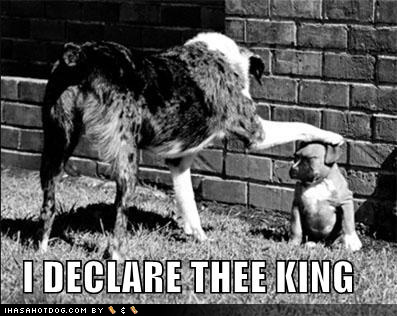 I DECLARE THEE KING
IHASAHOTDOG.COM BY &